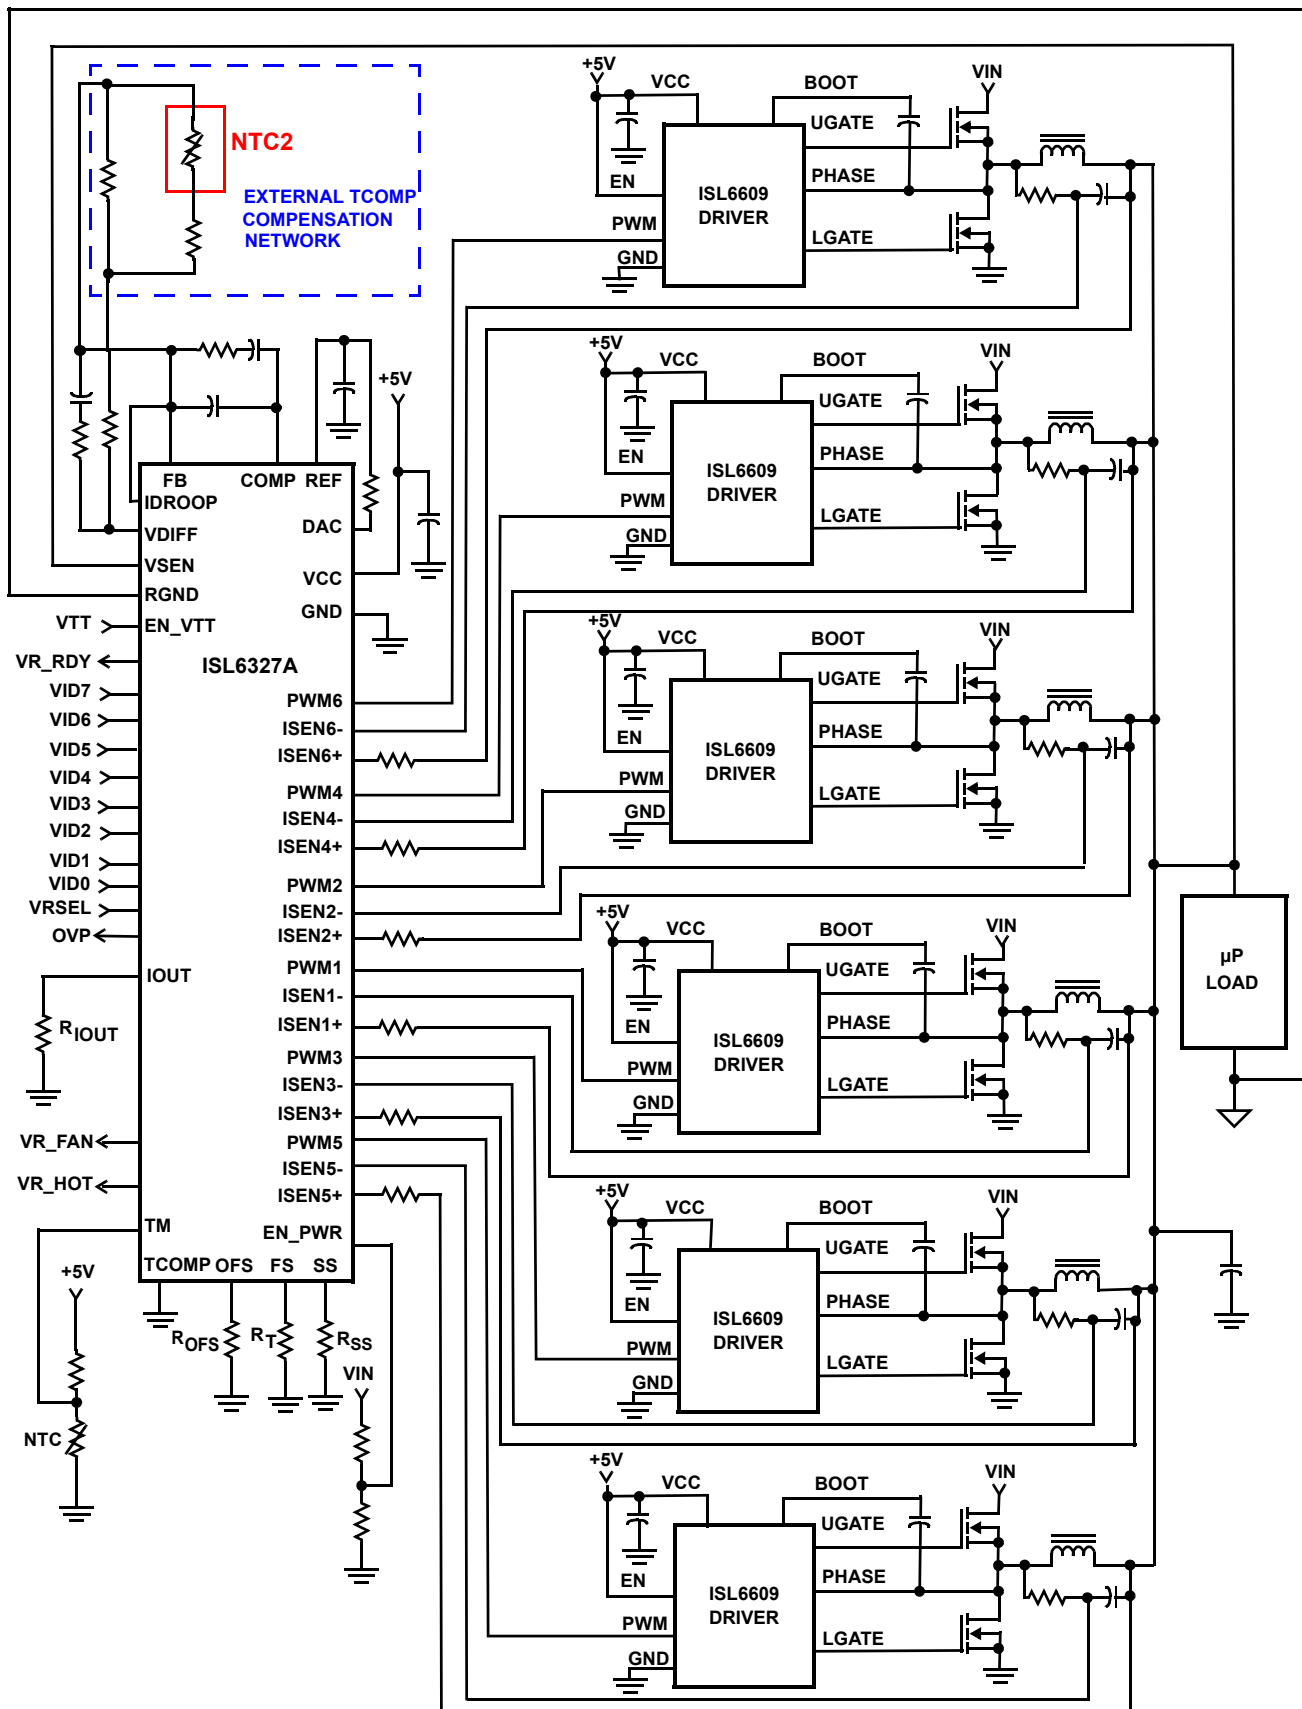 NTC2
EXTERNAL TCOMP
COMPENSATION
NETWORK
+5V
FB
COMP
REF
IDROOP
DAC
VDIFF
VSEN
VCC
RGND
GND
VTT
EN_VTT
VR_RDY
ISL6327A
VID7
VID6
VID5
VID4
VID3
VID2
VID1
VID0
VRSEL
OVP
IOUT
RIOUT
VR_FAN
VR_HOT
TM
PWM6
ISEN6-
ISEN6+
PWM4
ISEN4-
ISEN4+
PWM2
ISEN2-
ISEN2+
PWM1
ISEN1-
ISEN1+
PWM3
ISEN3-
ISEN3+
PWM5
ISEN5-
ISEN5+
EN_PWR
TCOMP
OFS
FS
SS
+5V
ROFS
RT
RSS
VIN
NTC
+5V
VCC
BOOT
VIN
UGATE
EN
PHASE
ISL6609
DRIVER
PWM
LGATE
GND
+5V
VCC
BOOT
VIN
UGATE
EN
PHASE
ISL6609
DRIVER
PWM
LGATE
GND
+5V
VCC
BOOT
VIN
UGATE
EN
PHASE
ISL6609
DRIVER
PWM
LGATE
GND
+5V
VCC
BOOT
VIN
UGATE
EN
PHASE
ISL6609
DRIVER
PWM
LGATE
GND
+5V
VCC
BOOT
VIN
UGATE
EN
PHASE
ISL6609
DRIVER
PWM
LGATE
GND
+5V
VCC
BOOT
VIN
UGATE
EN
PHASE
ISL6609
DRIVER
PWM
LGATE
GND
µP
LOAD